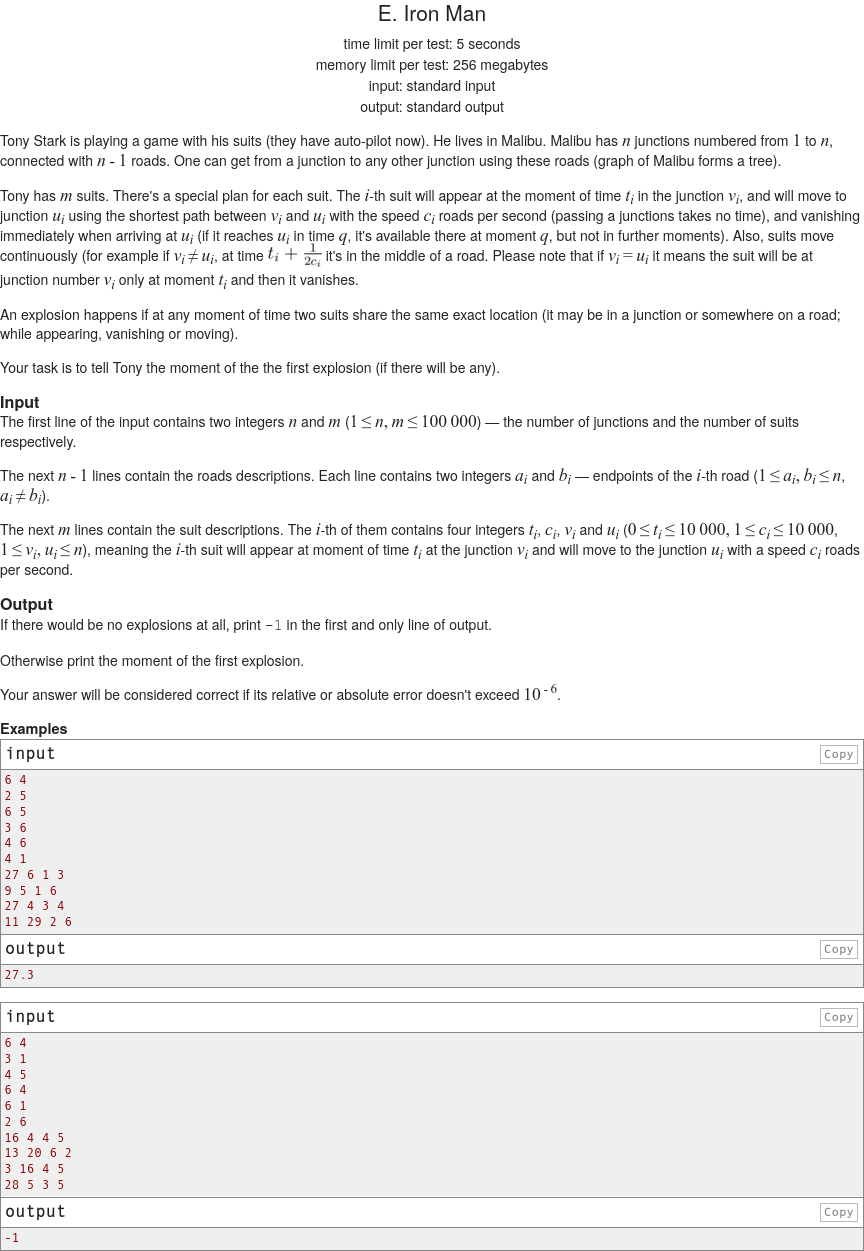 E. Iron Man
time limit per test: 5 seconds
memory limit per test: 256 megabytes
input: standard input
output: standard output
Tony Stark is playing a game with his suits (they have auto-pilot now). He lives in Malibu. Malibu has n junctions numbered from 1 to n,
connected with n - 1 roads. One can get from a junction to any other junction using these roads (graph of Malibu forms a tree).
Tony has m suits. There's a special plan for each suit. The i-th suit will appear at the moment of time t_i in the junction v_i, and will move to
junction u_i using the shortest path between v_i and u_i with the speed c_i roads per second (passing a junctions takes no time), and vanishing
immediately when arriving at u_i (if it reaches u_i in time q, it's available there at moment q, but not in further moments). Also, suits move
continuously (for example if v_i ≠ u_i, at time t_i + 1/(2c_i) it's in the middle of a road. Please note that if v_i = u_i it means the suit will be at
junction number v_i only at moment t_i and then it vanishes.
An explosion happens if at any moment of time two suits share the same exact location (it may be in a junction or somewhere on a road;
while appearing, vanishing or moving).
Your task is to tell Tony the moment of the the first explosion (if there will be any).
Input
The first line of the input contains two integers n and m (1 ≤ n, m ≤ 100 000) — the number of junctions and the number of suits
respectively.
The next n - 1 lines contain the roads descriptions. Each line contains two integers a_i and b_i — endpoints of the i-th road (1 ≤ a_i, b_i ≤ n,
a_i ≠ b_i).
The next m lines contain the suit descriptions. The i-th of them contains four integers t_i, c_i, v_i and u_i (0 ≤ t_i ≤ 10 000, 1 ≤ c_i ≤ 10 000,
1 ≤ v_i, u_i ≤ n), meaning the i-th suit will appear at moment of time t_i at the junction v_i and will move to the junction u_i with a speed c_i roads
per second.
Output
If there would be no explosions at all, print -1 in the first and only line of output.
Otherwise print the moment of the first explosion.
Your answer will be considered correct if its relative or absolute error doesn't exceed 10^-6.
Examples
input Copy
6 4
2 5
6 5
3 6
4 6
4 1
27 6 1 3
9 5 1 6
27 4 3 4
11 29 2 6
output Copy
27.3
input Copy
6 4
3 1
4 5
6 4
6 1
2 6
16 4 4 5
13 20 6 2
3 16 4 5
28 5 3 5
output Copy
-1